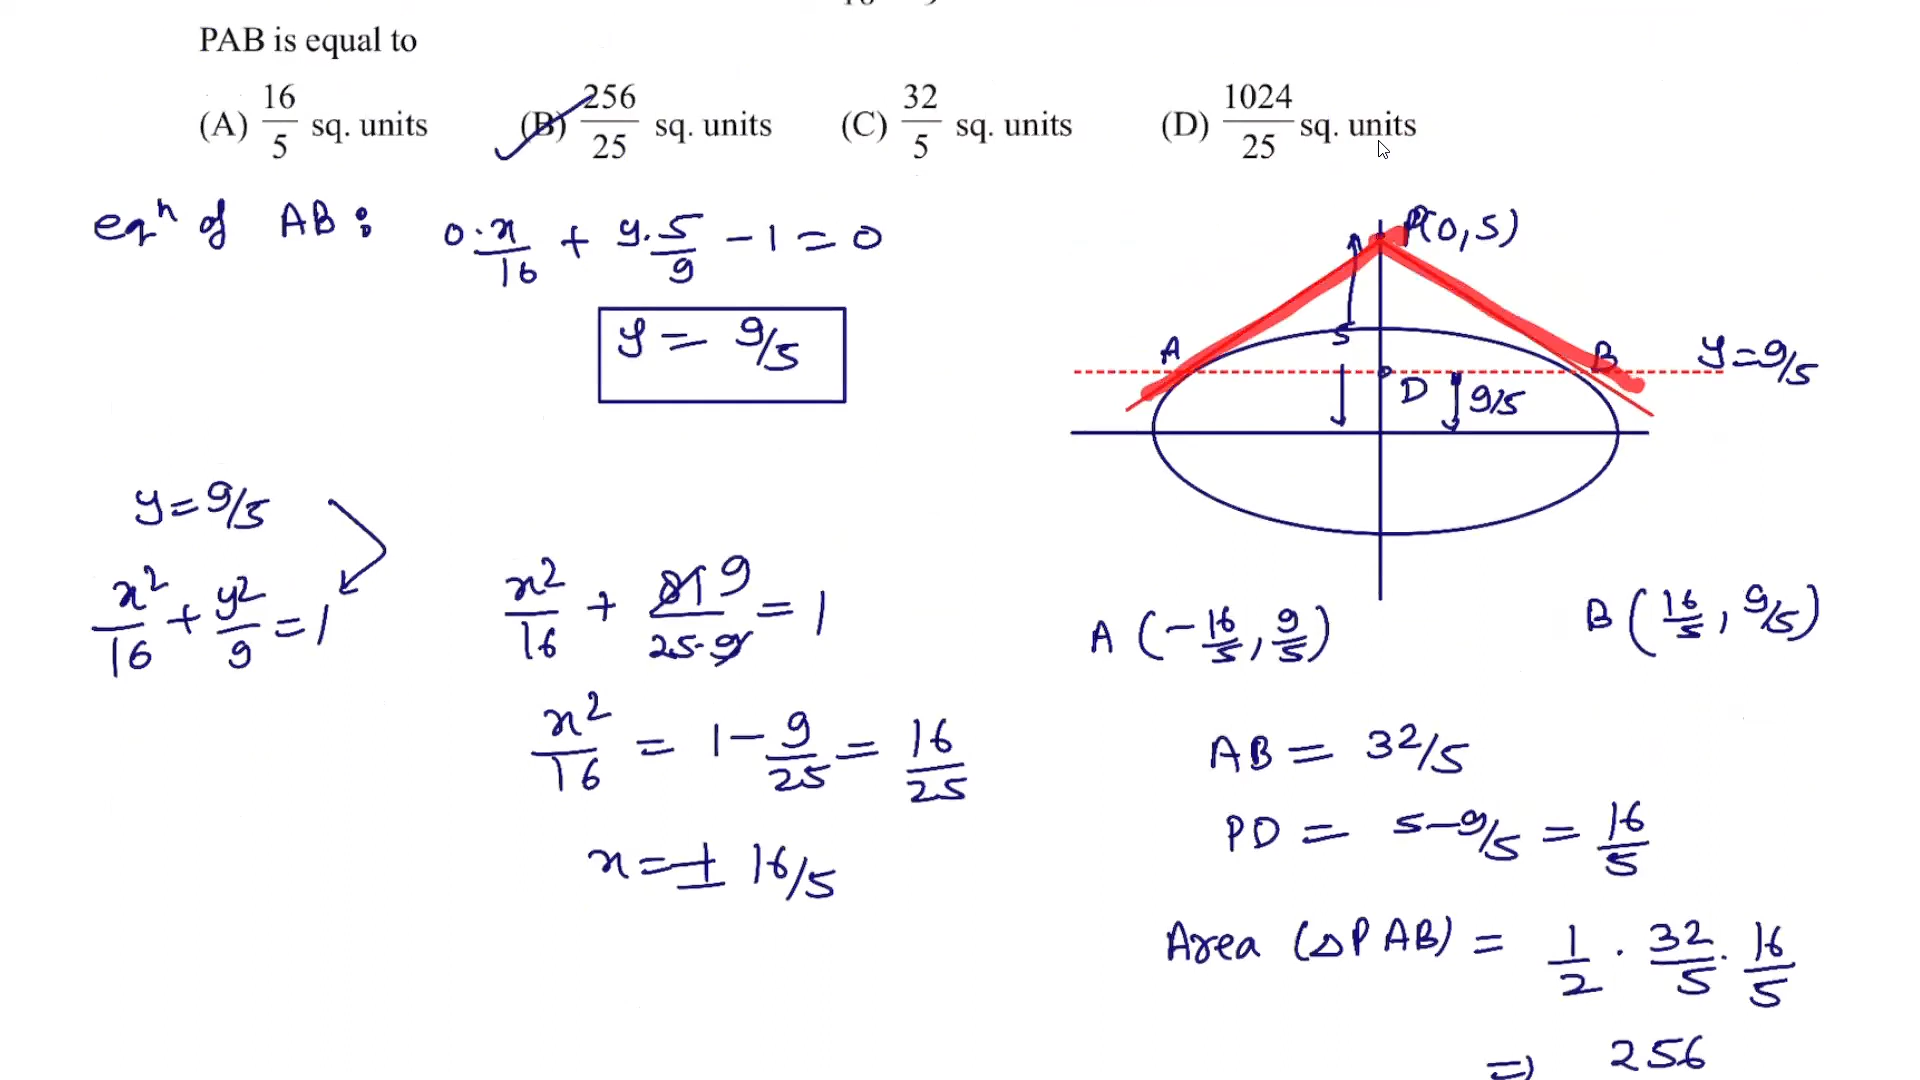 PAB is equal to
(A) 16/5 sq. units (B) 256/25 sq. units (C) 32/5 sq. units (D) 1024/25 sq. units
eqⁿ of AB: 0·x/16 + y·5/9 − 1 = 0
y = 9/5
P(0,5)
A B y = 9/5
5
D 9/5
y = 9/5
x²/16 + y²/9 = 1
x²/16 + 81 9/25·9 = 1
A (−16/5, 9/5) B (16/5, 9/5)
x²/16 = 1 − 9/25 = 16/25
AB = 32/5
PD = 5 − 9/5 = 16/5
x = ± 16/5
Area (△PAB) = 1/2 · 32/5 · 16/5
⇒ 256